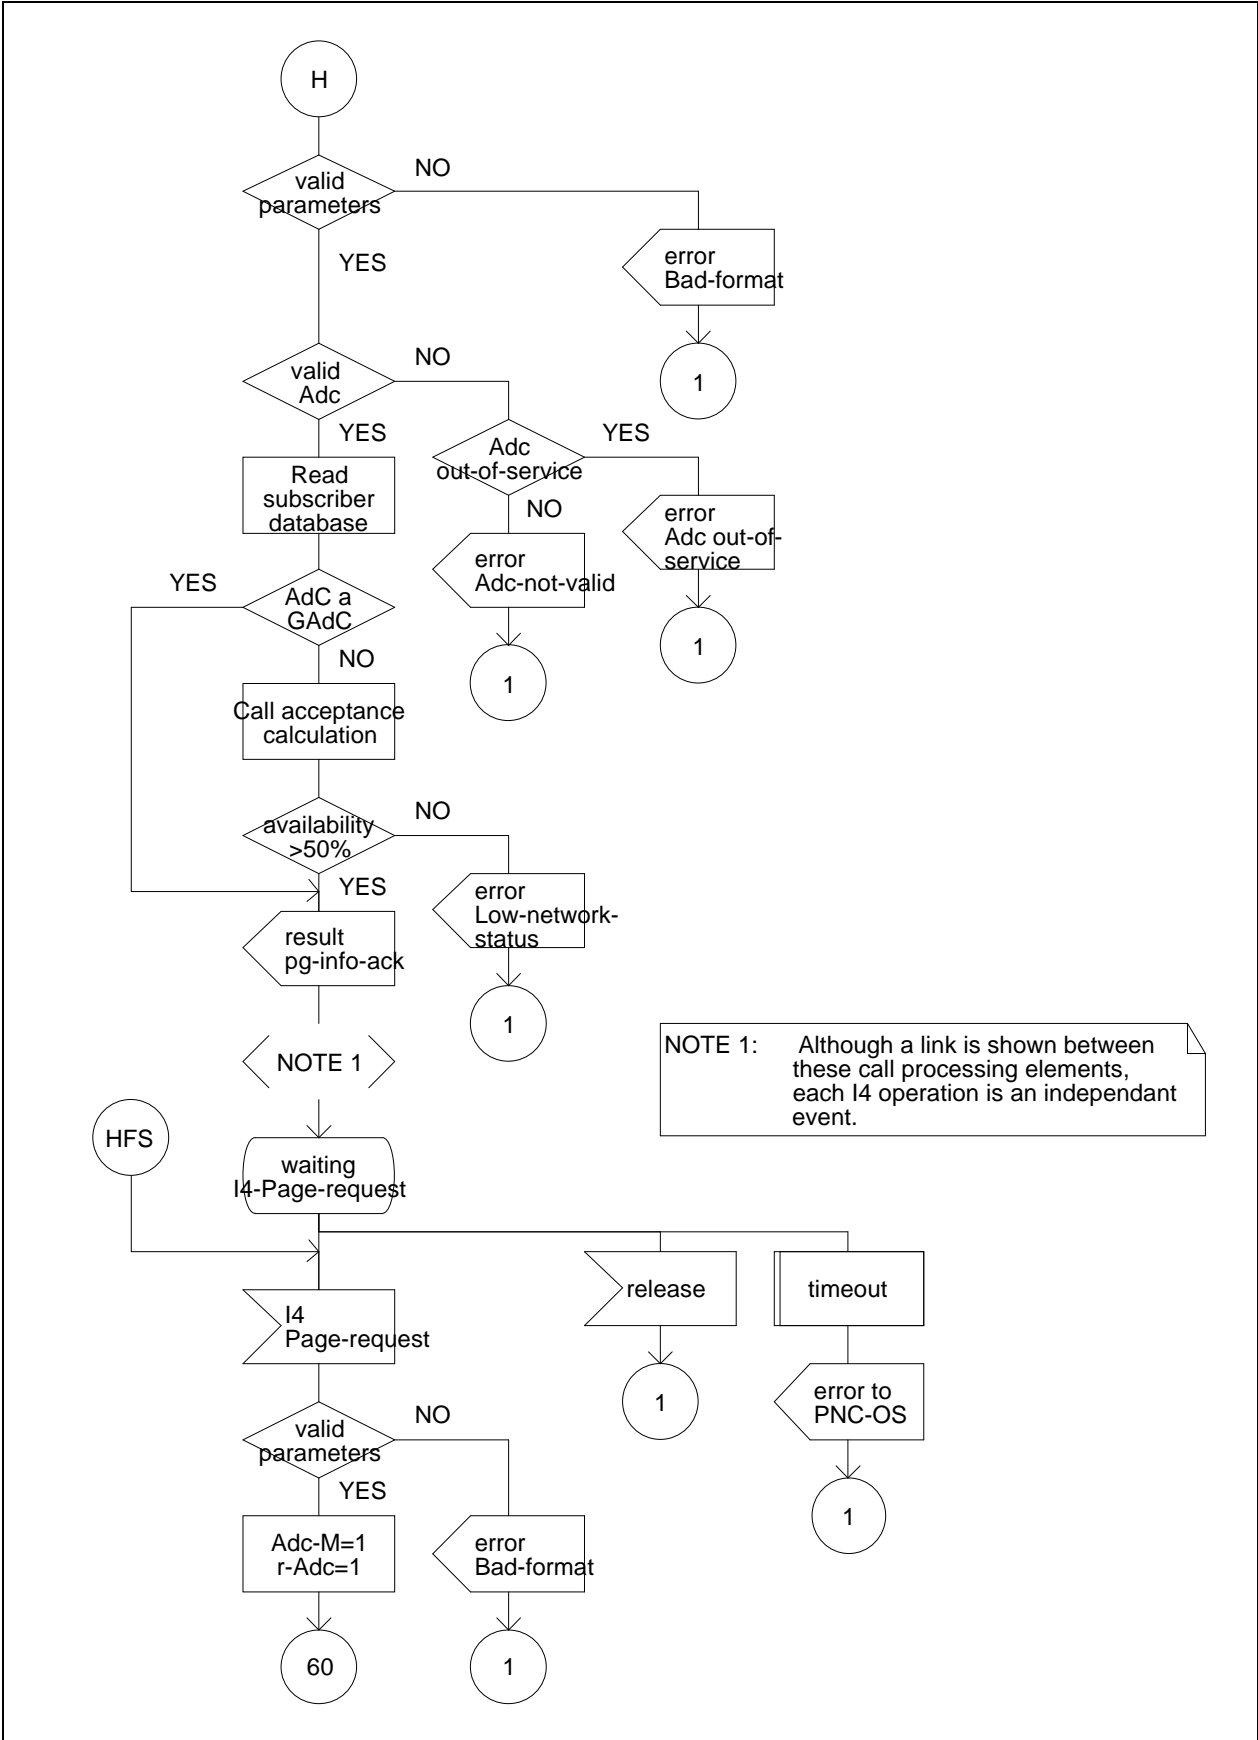 H
valid
parameters
NO
YES
error
Bad-format
1
valid
Adc
NO
YES
Adc
out-of-service
YES
NO
error
Adc out-of-
service
1
error
Adc-not-valid
1
Read
subscriber
database
AdC a
GAdC
YES
NO
Call acceptance
calculation
availability
>50%
NO
YES
error
Low-network-
status
1
result
pg-info-ack
NOTE 1
NOTE 1: Although a link is shown between
these call processing elements,
each I4 operation is an independant
event.
HFS
waiting
I4-Page-request
release
1
timeout
error to
PNC-OS
1
I4
Page-request
valid
parameters
NO
YES
error
Bad-format
1
Adc-M=1
r-Adc=1
60